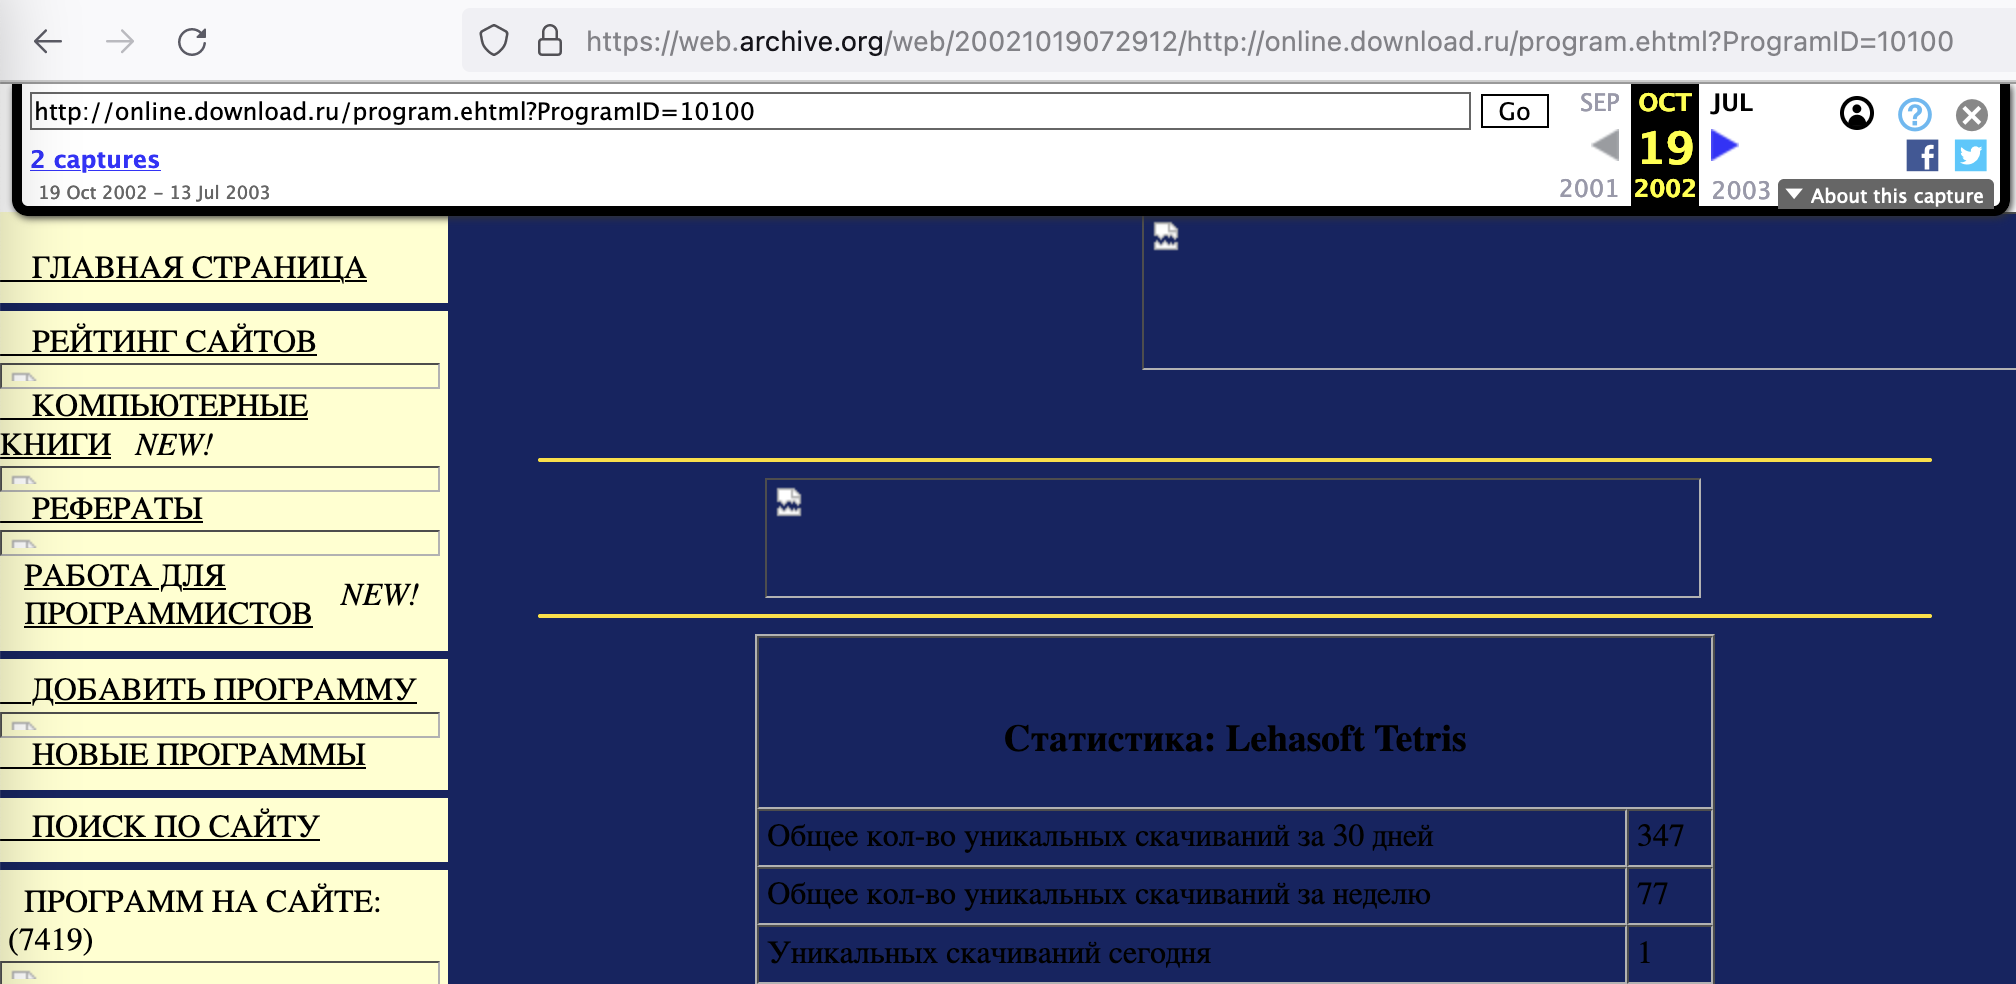 https://web.archive.org/web/20021019072912/http://online.download.ru/program.ehtml?ProgramID=10100
http://online.download.ru/program.ehtml?ProgramID=10100
Go
SEP OCT JUL
19
2001 2002 2003
2 captures
19 Oct 2002 – 13 Jul 2003
About this capture
ГЛАВНАЯ СТРАНИЦА
РЕЙТИНГ САЙТОВ
КОМПЬЮТЕРНЫЕ
КНИГИ NEW!
РЕФЕРАТЫ
РАБОТА ДЛЯ
ПРОГРАММИСТОВ NEW!
ДОБАВИТЬ ПРОГРАММУ
НОВЫЕ ПРОГРАММЫ
ПОИСК ПО САЙТУ
ПРОГРАММ НА САЙТЕ:
(7419)
Статистика: Lehasoft Tetris
Общее кол-во уникальных скачиваний за 30 дней 347
Общее кол-во уникальных скачиваний за неделю 77
Уникальных скачиваний сегодня 1